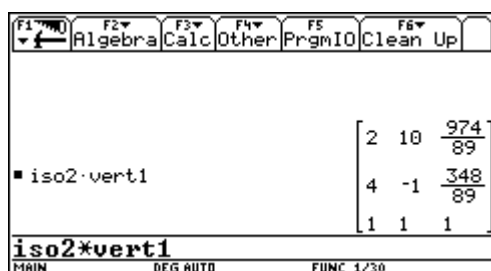 F1 F2 F3 F4 F5 F6
Algebra Calc Other PrgmIO Clean Up
iso2·vert1
2 10 974/89
4 -1 348/89
1 1 1
iso2*vert1
MAIN DEG AUTO FUNC 1/30